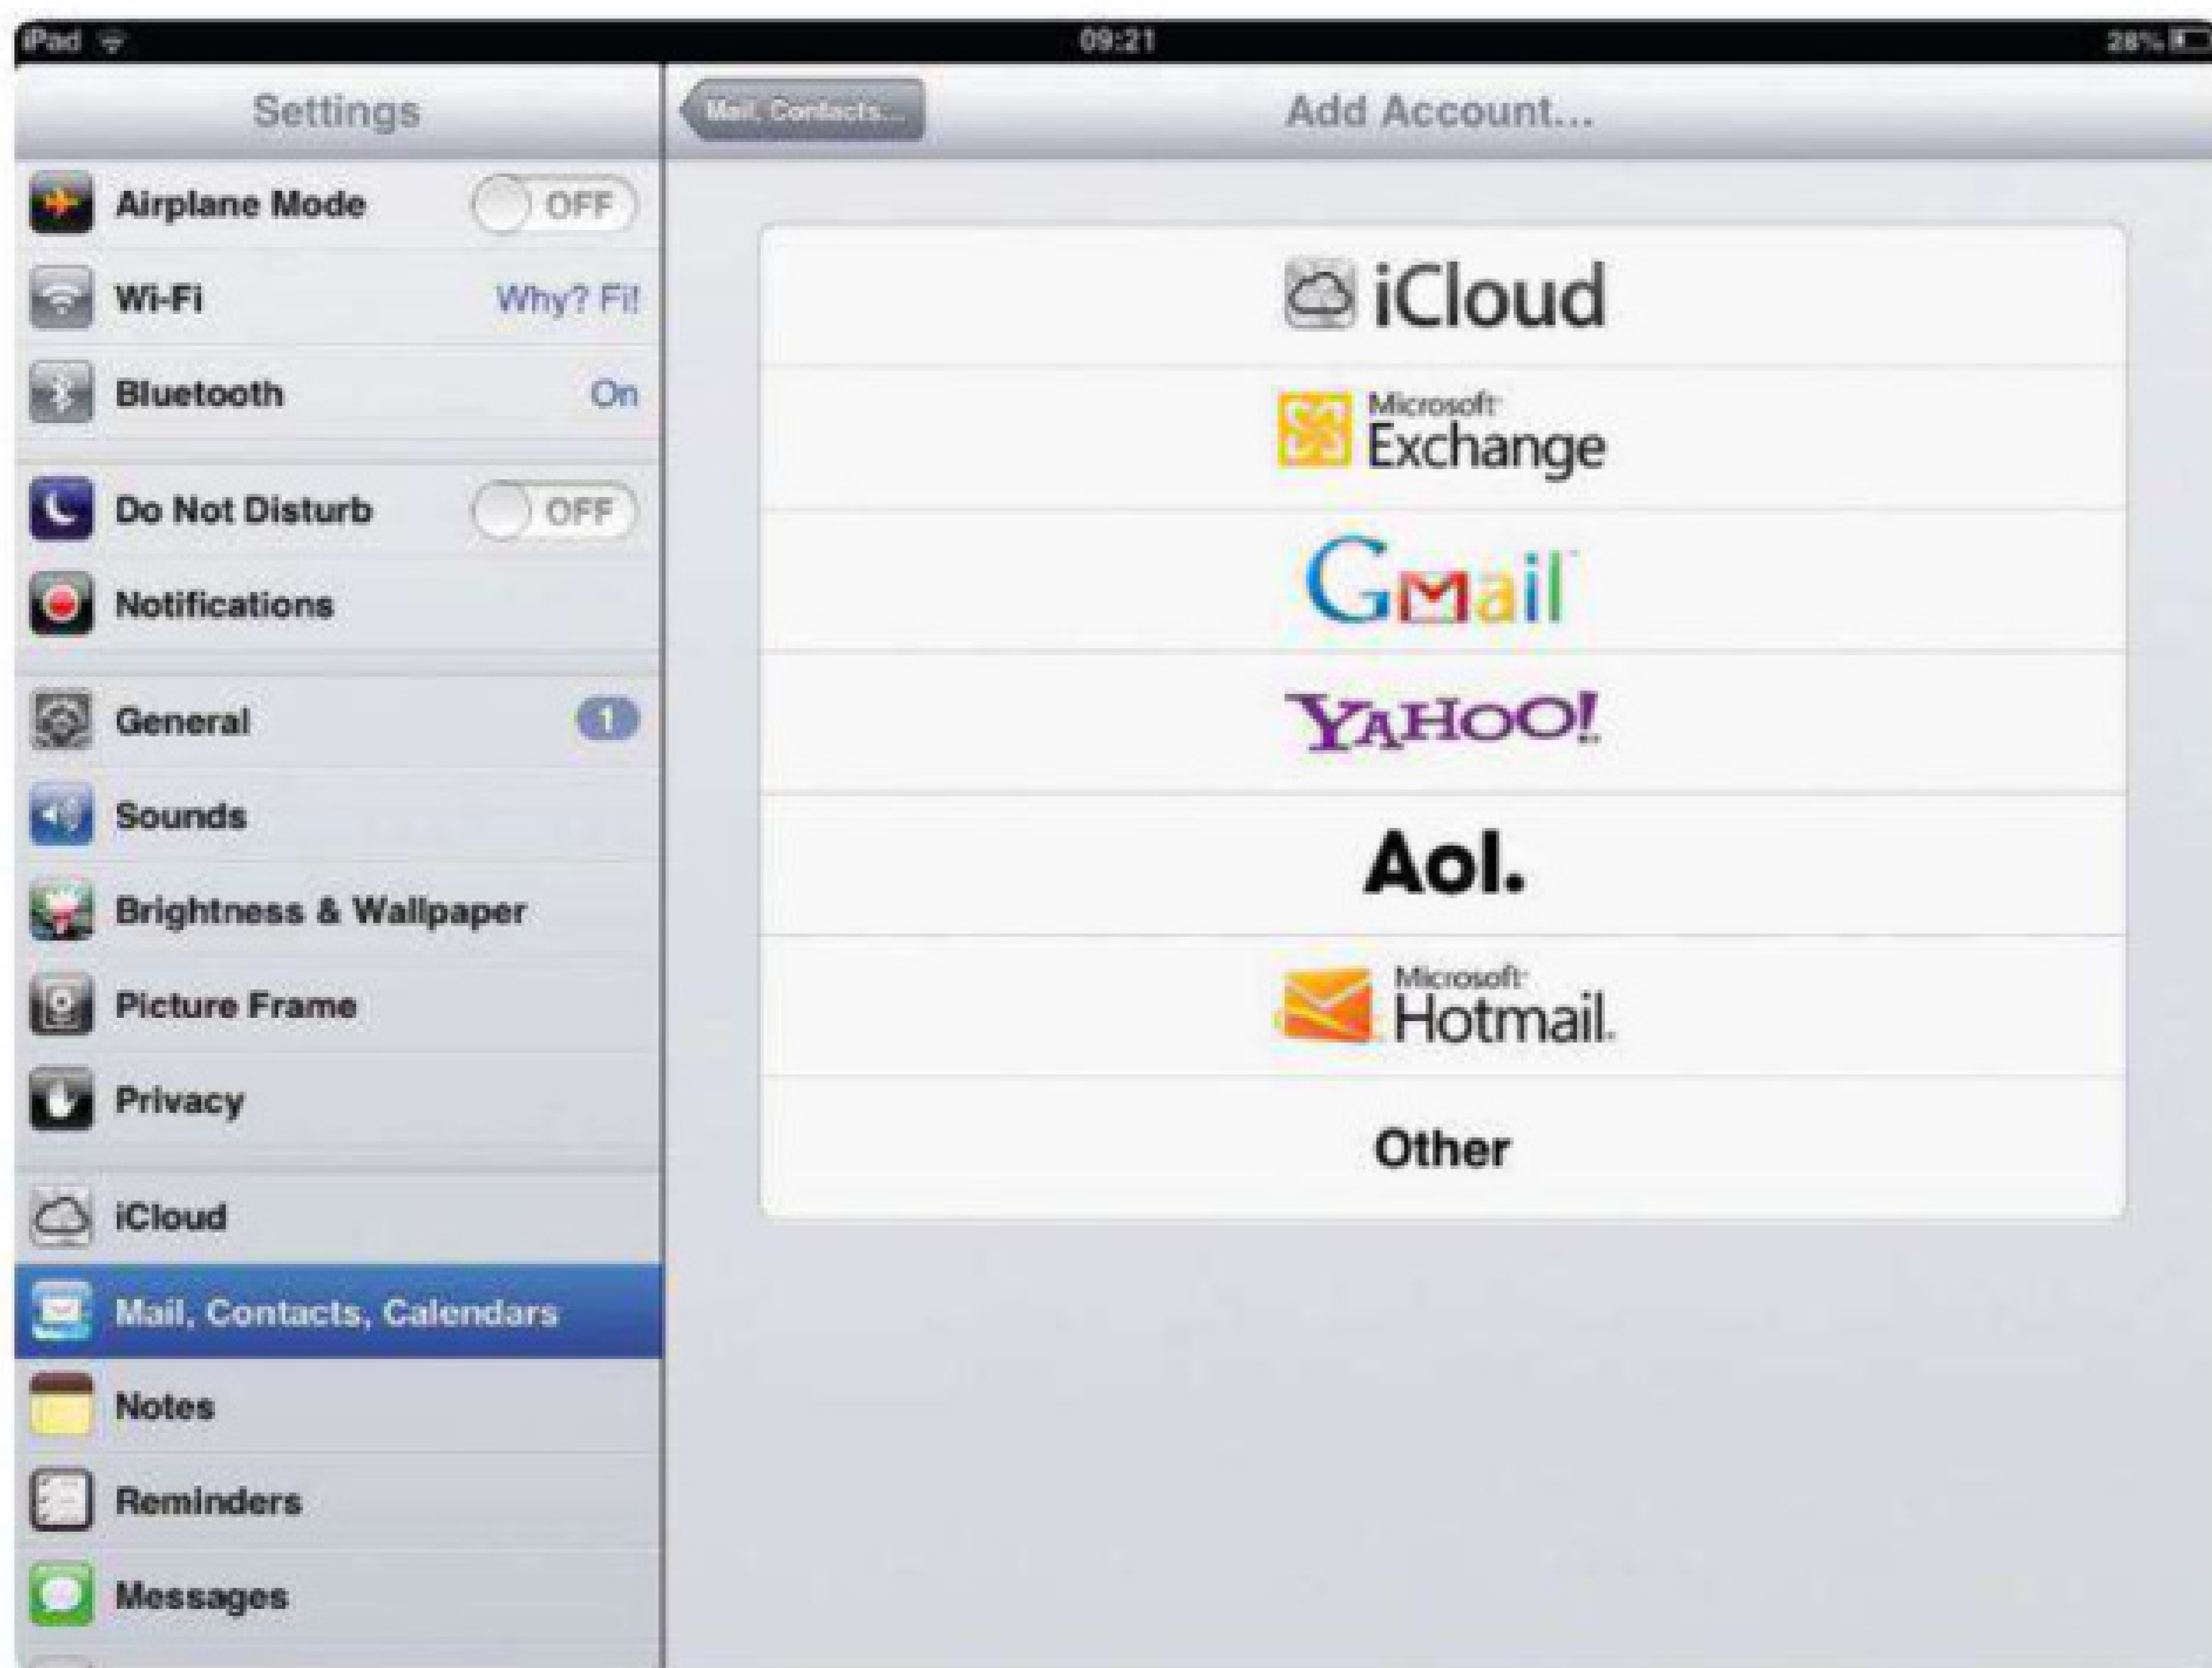 iPad 09:21 28%
Settings
Airplane Mode OFF
Wi-Fi Why? Fi!
Bluetooth On
Do Not Disturb OFF
Notifications
General 1
Sounds
Brightness & Wallpaper
Picture Frame
Privacy
iCloud
Mail, Contacts, Calendars
Notes
Reminders
Messages
Mail, Contacts... Add Account...
iCloud
Microsoft
Exchange
Gmail
YAHOO!
Aol.
Microsoft
Hotmail.
Other